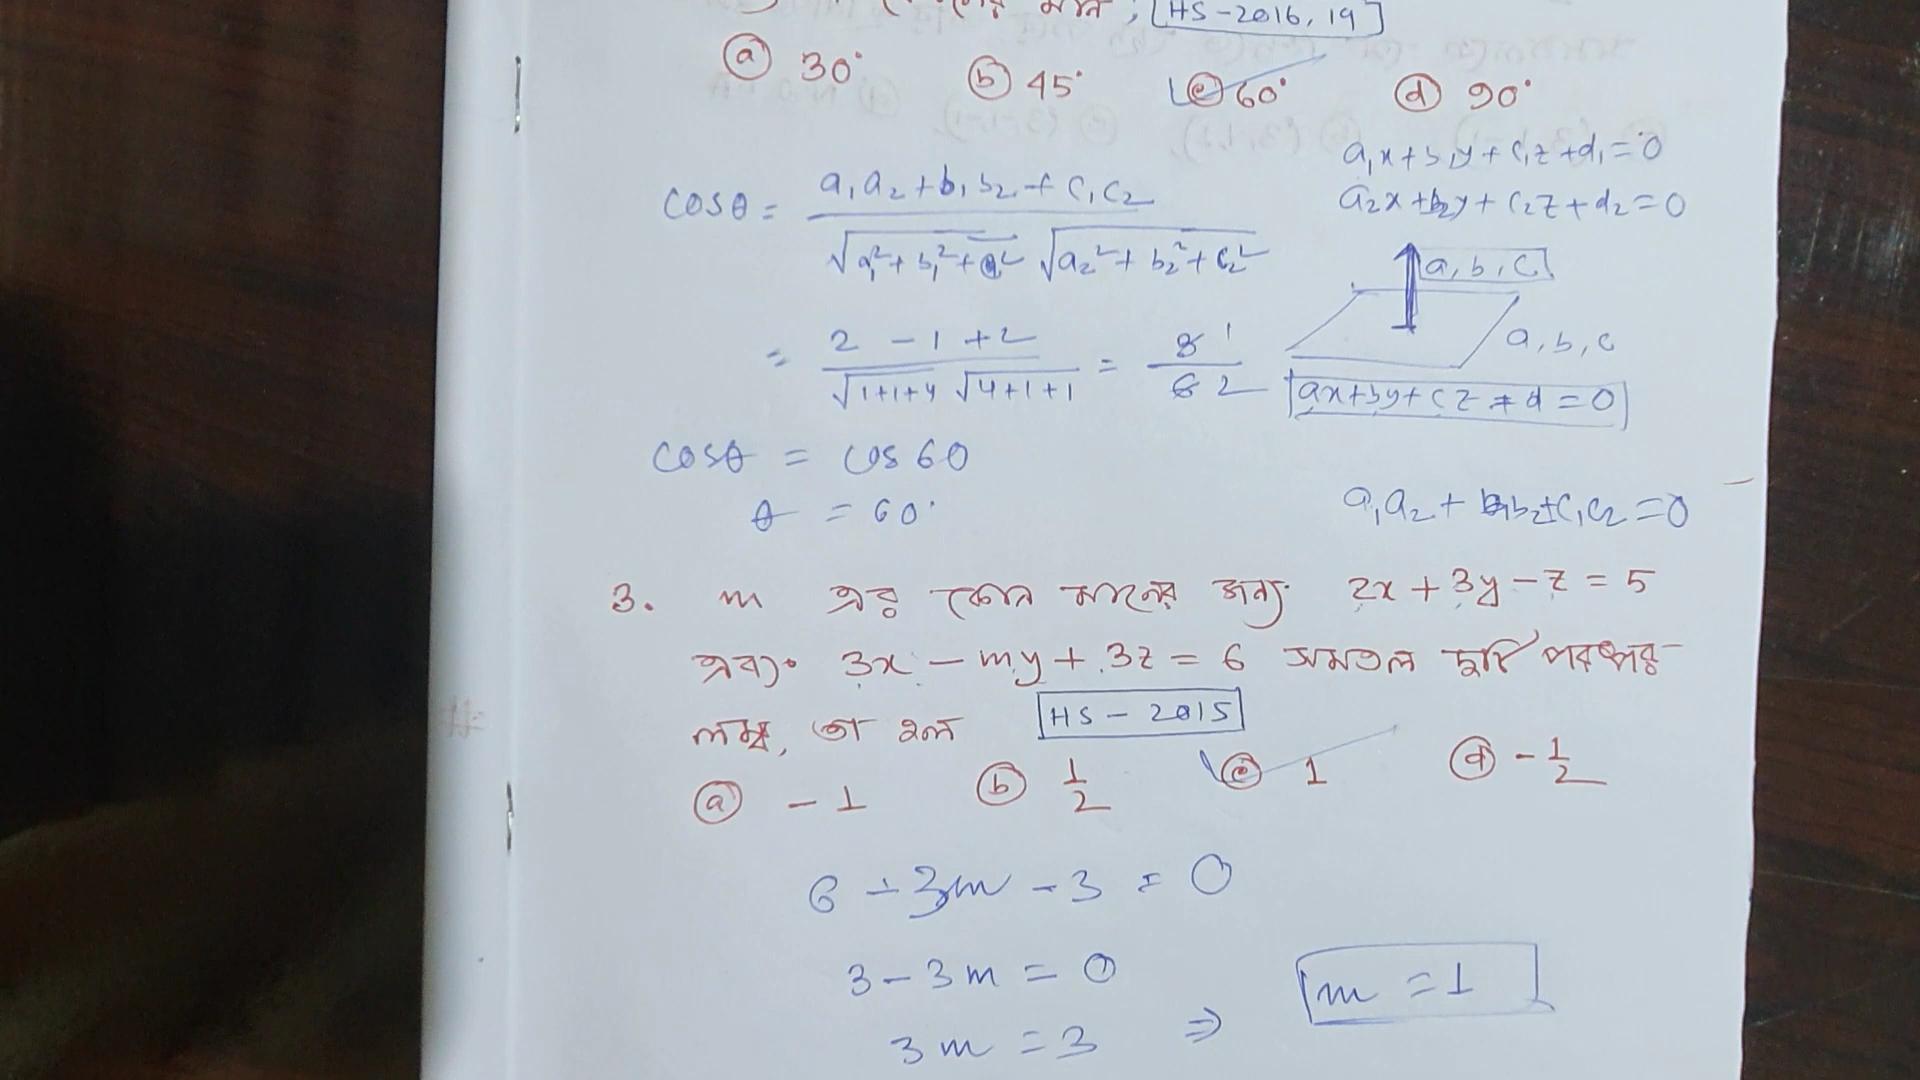 মান, [HS-2016, 19]
ⓐ 30° ⓑ 45° ⓒ 60° ⓓ 90°
a₁x + b₁y + c₁z + d₁ = 0
a₂x + b₂y + c₂z + d₂ = 0
cosθ = (a₁a₂ + b₁b₂ + c₁c₂) / (√a₁²+b₁²+c₁² √a₂²+b₂²+c₂²)
a, b, c
= (2 - 1 + 2) / (√1+1+4 √4+1+1) = 3 1 / 6 2
a, b, c
ax + by + cz + d = 0
cosθ = cos 60
θ = 60°
a₁a₂ + b₁b₂ + c₁c₂ = 0
3. m এর কোন মানের জন্য 2x + 3y - z = 5
এবং 3x - my + 3z = 6 সমতল দুটি পরস্পর
লম্ব, তা হল [HS - 2015]
ⓐ -1 ⓑ 1/2 ⓒ 1 ⓓ -1/2
6 - 3m - 3 = 0
3 - 3m = 0
3m = 3 ⇒ m = 1